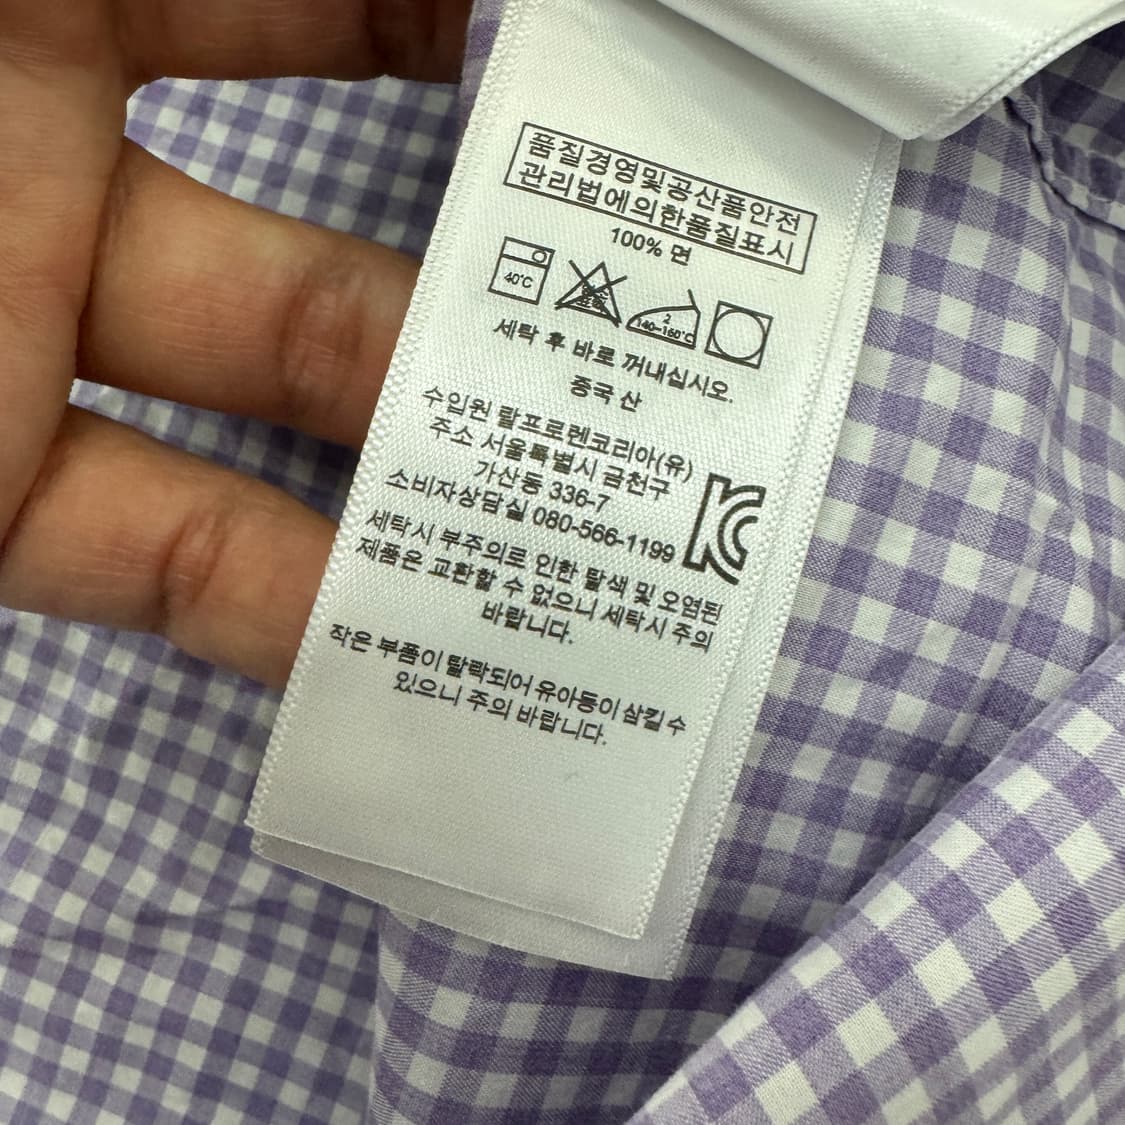 품질경영및공산품안전
관리법에의한품질표시
100% 면
40℃
2
140~160℃
세탁 후 바로 꺼내십시오.
중국 산
수입원 랄프로렌코리아(유)
주소 서울특별시 금천구
가산동 336-7
소비자상담실 080-566-1199
세탁시 부주의로 인한 탈색 및 오염된
제품은 교환할 수 없으니 세탁시 주의
바랍니다.
작은 부품이 탈락되어 유아등이 삼킬 수
있으니 주의 바랍니다.